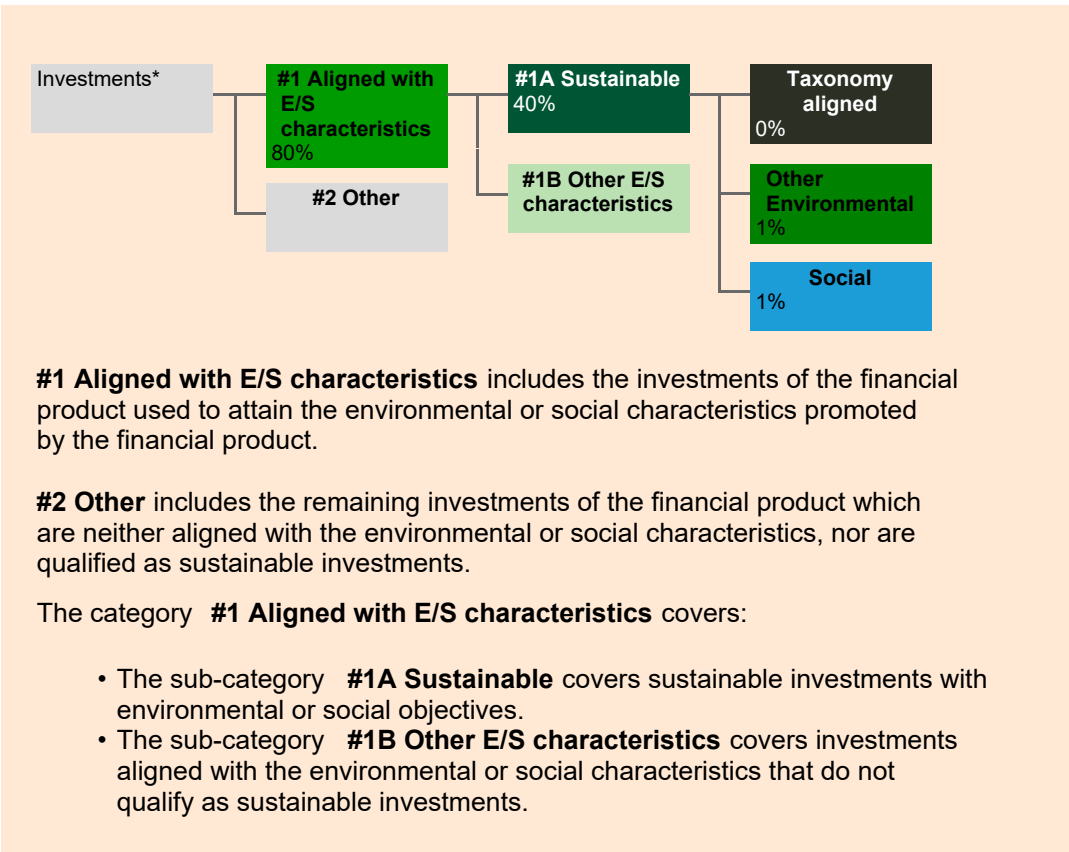 Investments*
#1 Aligned with
E/S
characteristics
80%
#2 Other
#1A Sustainable
40%
#1B Other E/S
characteristics
Taxonomy
aligned
0%
Other
Environmental
1%
Social
1%
#1 Aligned with E/S characteristics includes the investments of the financial
product used to attain the environmental or social characteristics promoted
by the financial product.
#2 Other includes the remaining investments of the financial product which
are neither aligned with the environmental or social characteristics, nor are
qualified as sustainable investments.
The category #1 Aligned with E/S characteristics covers:
• The sub-category #1A Sustainable covers sustainable investments with
environmental or social objectives.
• The sub-category #1B Other E/S characteristics covers investments
aligned with the environmental or social characteristics that do not
qualify as sustainable investments.